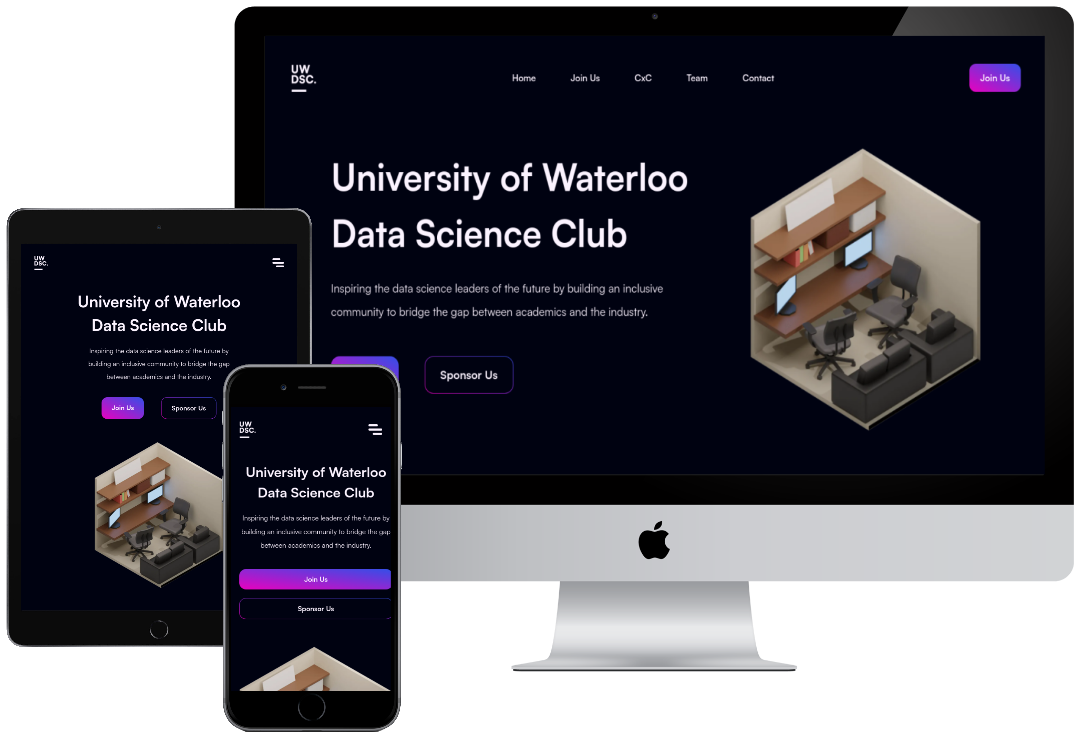 UW
DSC.
Home
Join Us
CxC
Team
Contact
Join Us
University of Waterloo
Data Science Club
Inspiring the data science leaders of the future by building an inclusive
community to bridge the gap between academics and the industry.
Sponsor Us
UW
DSC.
University of Waterloo
Data Science Club
Inspiring the data science leaders of the future by
building an inclusive community to bridge the gap
between academics and the industry.
Join Us
Sponsor Us
UW
DSC.
University of Waterloo
Data Science Club
Inspiring the data science leaders of the future by
building an inclusive community to bridge the gap
between academics and the industry.
Join Us
Sponsor Us